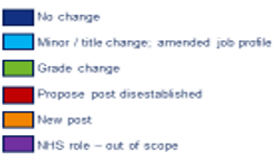 No change
Minor / title change; amended job profile
Grade change
Propose post disestablished
New post
NHS role – out of scope